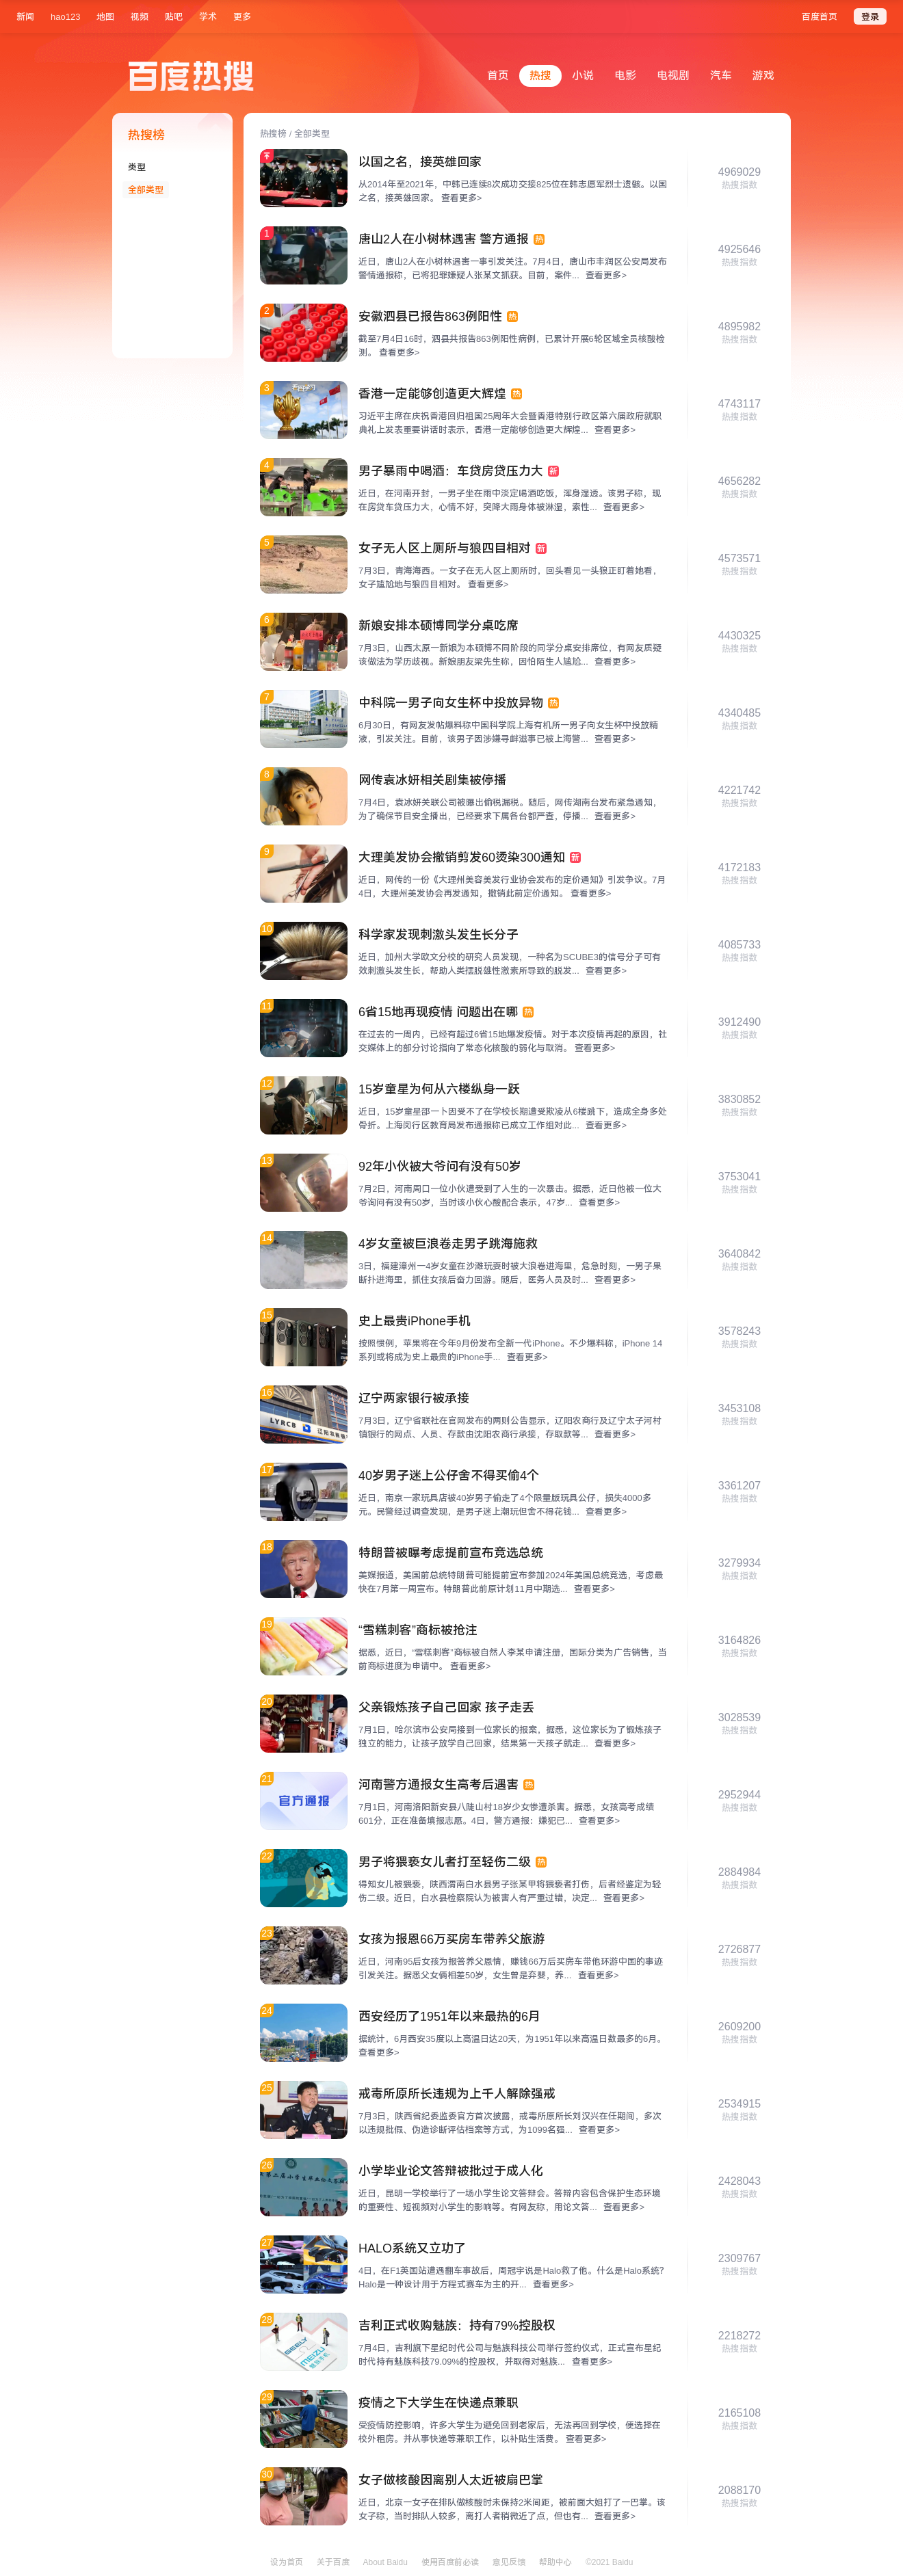 新闻 hao123 地图 视频 贴吧 学术 更多 百度首页 登录
百度热搜 首页 热搜 小说 电影 电视剧 汽车 游戏
热搜榜
类型
全部类型
热搜榜 / 全部类型
以国之名，接英雄回家
从2014年至2021年，中韩已连续8次成功交接825位在韩志愿军烈士遗骸。以国
之名，接英雄回家。 查看更多>
4969029
热搜指数
1
唐山2人在小树林遇害 警方通报 热
近日，唐山2人在小树林遇害一事引发关注。7月4日，唐山市丰润区公安局发布
警情通报称，已将犯罪嫌疑人张某文抓获。目前，案件... 查看更多>
4925646
热搜指数
2
安徽泗县已报告863例阳性 热
截至7月4日16时，泗县共报告863例阳性病例，已累计开展6轮区域全员核酸检
测。 查看更多>
4895982
热搜指数
3
香港一定能够创造更大辉煌 热
习近平主席在庆祝香港回归祖国25周年大会暨香港特别行政区第六届政府就职
典礼上发表重要讲话时表示，香港一定能够创造更大辉煌... 查看更多>
4743117
热搜指数
4
男子暴雨中喝酒：车贷房贷压力大 新
近日，在河南开封，一男子坐在雨中淡定喝酒吃饭，浑身湿透。该男子称，现
在房贷车贷压力大，心情不好，突降大雨身体被淋湿，索性... 查看更多>
4656282
热搜指数
5
女子无人区上厕所与狼四目相对 新
7月3日，青海海西。一女子在无人区上厕所时，回头看见一头狼正盯着她看，
女子尴尬地与狼四目相对。 查看更多>
4573571
热搜指数
6
新娘安排本硕博同学分桌吃席
7月3日，山西太原一新娘为本硕博不同阶段的同学分桌安排席位，有网友质疑
该做法为学历歧视。新娘朋友梁先生称，因怕陌生人尴尬... 查看更多>
4430325
热搜指数
7
中科院一男子向女生杯中投放异物 热
6月30日，有网友发帖爆料称中国科学院上海有机所一男子向女生杯中投放精
液，引发关注。目前，该男子因涉嫌寻衅滋事已被上海警... 查看更多>
4340485
热搜指数
8
网传袁冰妍相关剧集被停播
7月4日，袁冰妍关联公司被曝出偷税漏税。随后，网传湖南台发布紧急通知，
为了确保节目安全播出，已经要求下属各台都严查，停播... 查看更多>
4221742
热搜指数
9
大理美发协会撤销剪发60烫染300通知 新
近日，网传的一份《大理州美容美发行业协会发布的定价通知》引发争议。7月
4日，大理州美发协会再发通知，撤销此前定价通知。 查看更多>
4172183
热搜指数
10
科学家发现刺激头发生长分子
近日，加州大学欧文分校的研究人员发现，一种名为SCUBE3的信号分子可有
效刺激头发生长，帮助人类摆脱雄性激素所导致的脱发... 查看更多>
4085733
热搜指数
11
6省15地再现疫情 问题出在哪 热
在过去的一周内，已经有超过6省15地爆发疫情。对于本次疫情再起的原因，社
交媒体上的部分讨论指向了常态化核酸的弱化与取消。 查看更多>
3912490
热搜指数
12
15岁童星为何从六楼纵身一跃
近日，15岁童星邵一卜因受不了在学校长期遭受欺凌从6楼跳下，造成全身多处
骨折。上海闵行区教育局发布通报称已成立工作组对此... 查看更多>
3830852
热搜指数
13
92年小伙被大爷问有没有50岁
7月2日，河南周口一位小伙遭受到了人生的一次暴击。据悉，近日他被一位大
爷询问有没有50岁，当时该小伙心酸配合表示，47岁... 查看更多>
3753041
热搜指数
14
4岁女童被巨浪卷走男子跳海施救
3日，福建漳州一4岁女童在沙滩玩耍时被大浪卷进海里，危急时刻，一男子果
断扑进海里，抓住女孩后奋力回游。随后，医务人员及时... 查看更多>
3640842
热搜指数
15
史上最贵iPhone手机
按照惯例，苹果将在今年9月份发布全新一代iPhone。不少爆料称，iPhone 14
系列或将成为史上最贵的iPhone手... 查看更多>
3578243
热搜指数
16
LYRCB
辽宁两家银行被承接
7月3日，辽宁省联社在官网发布的两则公告显示，辽阳农商行及辽宁太子河村
镇银行的网点、人员、存款由沈阳农商行承接，存取款等... 查看更多>
3453108
热搜指数
17
40岁男子迷上公仔舍不得买偷4个
近日，南京一家玩具店被40岁男子偷走了4个限量版玩具公仔，损失4000多
元。民警经过调查发现，是男子迷上潮玩但舍不得花钱... 查看更多>
3361207
热搜指数
18
特朗普被曝考虑提前宣布竞选总统
美媒报道，美国前总统特朗普可能提前宣布参加2024年美国总统竞选，考虑最
快在7月第一周宣布。特朗普此前原计划11月中期选... 查看更多>
3279934
热搜指数
19
“雪糕刺客”商标被抢注
据悉，近日，“雪糕刺客”商标被自然人李某申请注册，国际分类为广告销售，当
前商标进度为申请中。 查看更多>
3164826
热搜指数
20
父亲锻炼孩子自己回家 孩子走丢
7月1日，哈尔滨市公安局接到一位家长的报案，据悉，这位家长为了锻炼孩子
独立的能力，让孩子放学自己回家，结果第一天孩子就走... 查看更多>
3028539
热搜指数
21
官方通报
河南警方通报女生高考后遇害 热
7月1日，河南洛阳新安县八陡山村18岁少女惨遭杀害。据悉，女孩高考成绩
601分，正在准备填报志愿。4日，警方通报：嫌犯已... 查看更多>
2952944
热搜指数
22
男子将猥亵女儿者打至轻伤二级 热
得知女儿被猥亵，陕西渭南白水县男子张某甲将猥亵者打伤，后者经鉴定为轻
伤二级。近日，白水县检察院认为被害人有严重过错，决定... 查看更多>
2884984
热搜指数
23
女孩为报恩66万买房车带养父旅游
近日，河南95后女孩为报答养父恩情，赚钱66万后买房车带他环游中国的事迹
引发关注。据悉父女俩相差50岁，女生曾是弃婴，养... 查看更多>
2726877
热搜指数
24
西安经历了1951年以来最热的6月
据统计，6月西安35度以上高温日达20天，为1951年以来高温日数最多的6月。
查看更多>
2609200
热搜指数
25
戒毒所原所长违规为上千人解除强戒
7月3日，陕西省纪委监委官方首次披露，戒毒所原所长刘汉兴在任期间，多次
以违规批假、伪造诊断评估档案等方式，为1099名强... 查看更多>
2534915
热搜指数
26
小学毕业论文答辩被批过于成人化
近日，昆明一学校举行了一场小学生论文答辩会。答辩内容包含保护生态环境
的重要性、短视频对小学生的影响等。有网友称，用论文答... 查看更多>
2428043
热搜指数
27
HALO系统又立功了
4日，在F1英国站遭遇翻车事故后，周冠宇说是Halo救了他。什么是Halo系统？
Halo是一种设计用于方程式赛车为主的开... 查看更多>
2309767
热搜指数
28
GEELY
MEIZU
吉利正式收购魅族：持有79%控股权
7月4日，吉利旗下星纪时代公司与魅族科技公司举行签约仪式，正式宣布星纪
时代持有魅族科技79.09%的控股权，并取得对魅族... 查看更多>
2218272
热搜指数
29
疫情之下大学生在快递点兼职
受疫情防控影响，许多大学生为避免回到老家后，无法再回到学校，便选择在
校外租房。并从事快递等兼职工作，以补贴生活费。 查看更多>
2165108
热搜指数
30
女子做核酸因离别人太近被扇巴掌
近日，北京一女子在排队做核酸时未保持2米间距，被前面大姐打了一巴掌。该
女子称，当时排队人较多，离打人者稍微近了点，但也有... 查看更多>
2088170
热搜指数
设为首页 关于百度 About Baidu 使用百度前必读 意见反馈 帮助中心 ©2021 Baidu